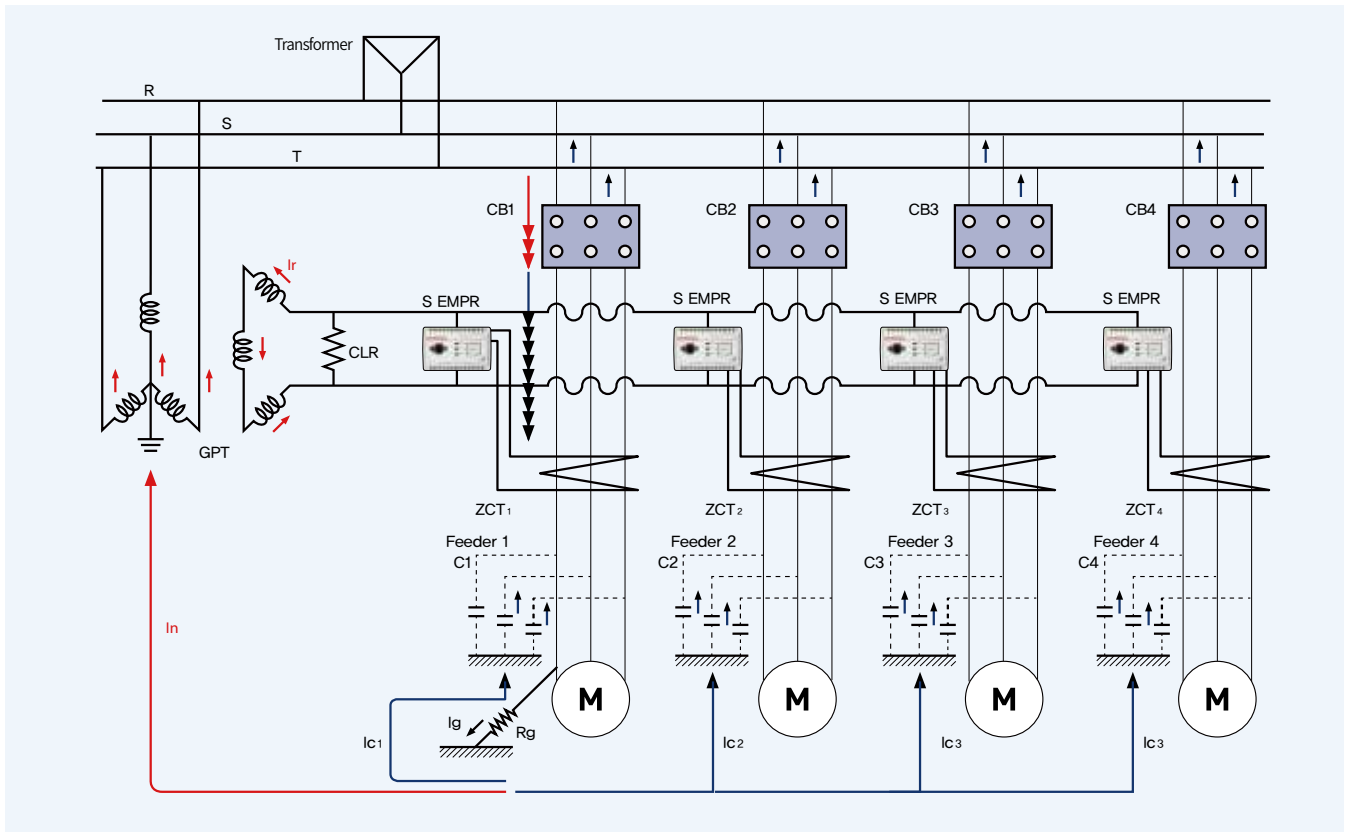 Transformer
R
S
T
CB1
CB2
CB3
CB4
Ir
S EMPR
S EMPR
S EMPR
S EMPR
CLR
GPT
ZCT1
ZCT2
ZCT3
ZCT4
Feeder 1
Feeder 2
Feeder 3
Feeder 4
C1
C2
C3
C4
In
M
M
M
M
Ig
Rg
Ic1
Ic2
Ic3
Ic3